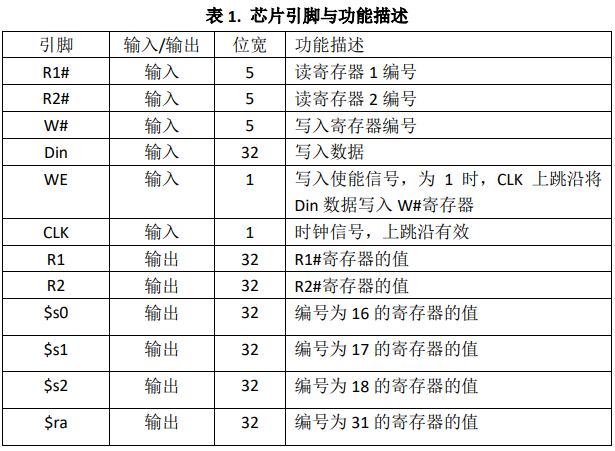 表 1. 芯片引脚与功能描述
引脚 输入/输出 位宽 功能描述
R1# 输入 5 读寄存器 1 编号
R2# 输入 5 读寄存器 2 编号
W# 输入 5 写入寄存器编号
Din 输入 32 写入数据
WE 输入 1 写入使能信号，为 1 时，CLK 上跳沿将
Din 数据写入 W#寄存器
CLK 输入 1 时钟信号，上跳沿有效
R1 输出 32 R1#寄存器的值
R2 输出 32 R2#寄存器的值
$s0 输出 32 编号为 16 的寄存器的值
$s1 输出 32 编号为 17 的寄存器的值
$s2 输出 32 编号为 18 的寄存器的值
$ra 输出 32 编号为 31 的寄存器的值